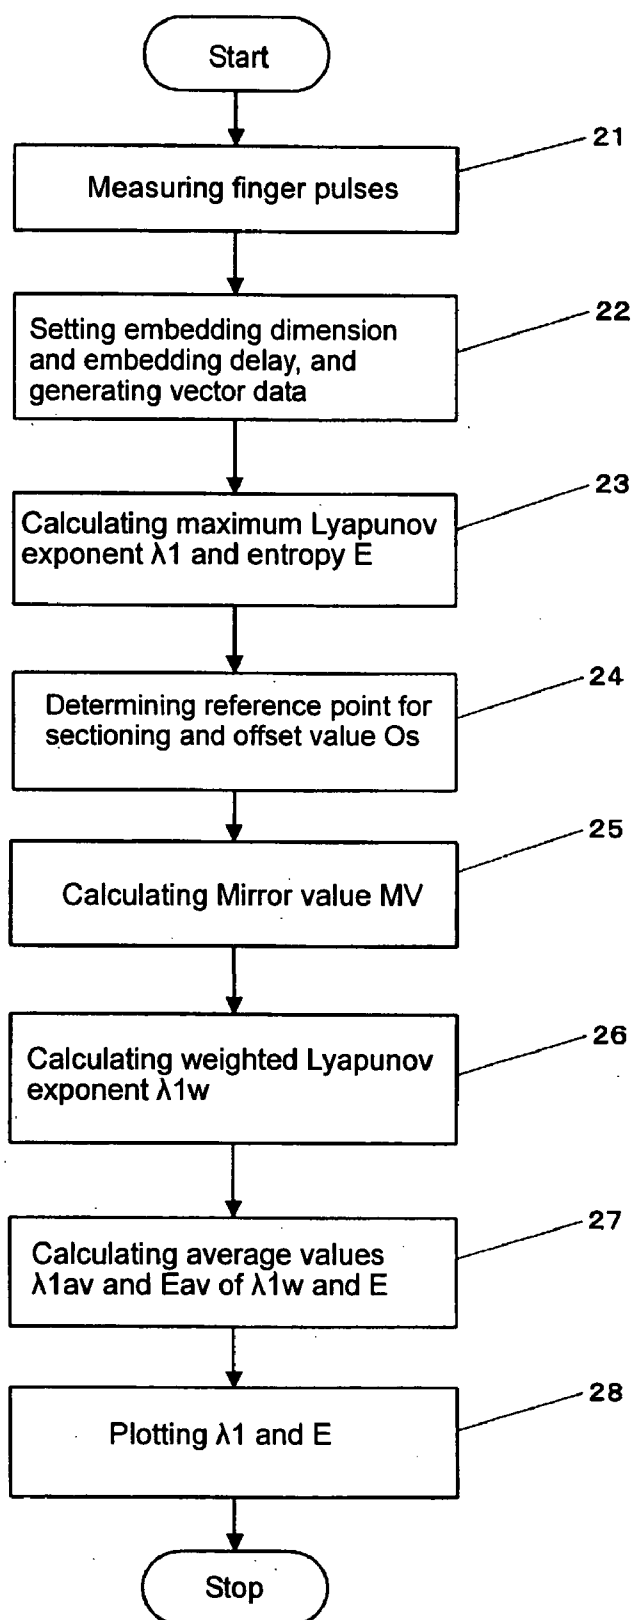 Start
21
Measuring finger pulses
22
Setting embedding dimension
and embedding delay, and
generating vector data
23
Calculating maximum Lyapunov
exponent λ1 and entropy E
24
Determining reference point for
sectioning and offset value Os
25
Calculating Mirror value MV
26
Calculating weighted Lyapunov
exponent λ1w
27
Calculating average values
λ1av and Eav of λ1w and E
28
Plotting λ1 and E
Stop